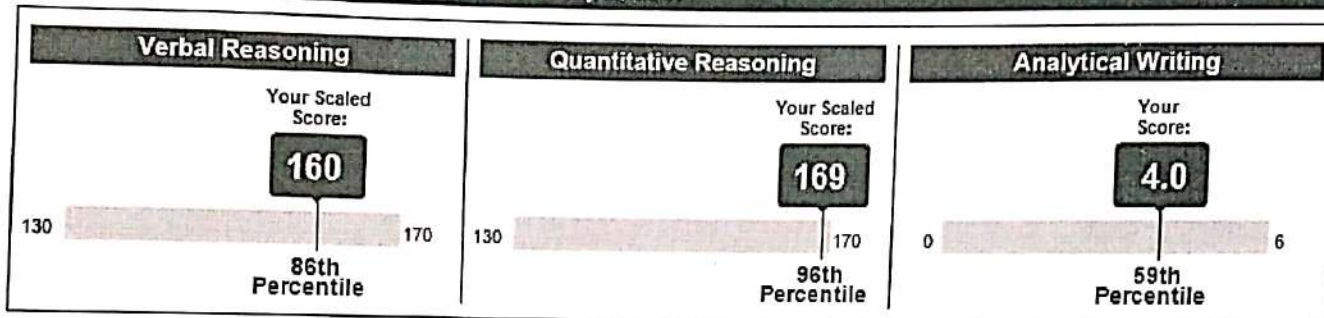 Verbal Reasoning
Your Scaled
Score:
160
130
170
86th
Percentile
Quantitative Reasoning
Your Scaled
Score:
169
130
170
96th
Percentile
Analytical Writing
Your
Score:
4.0
0
6
59th
Percentile